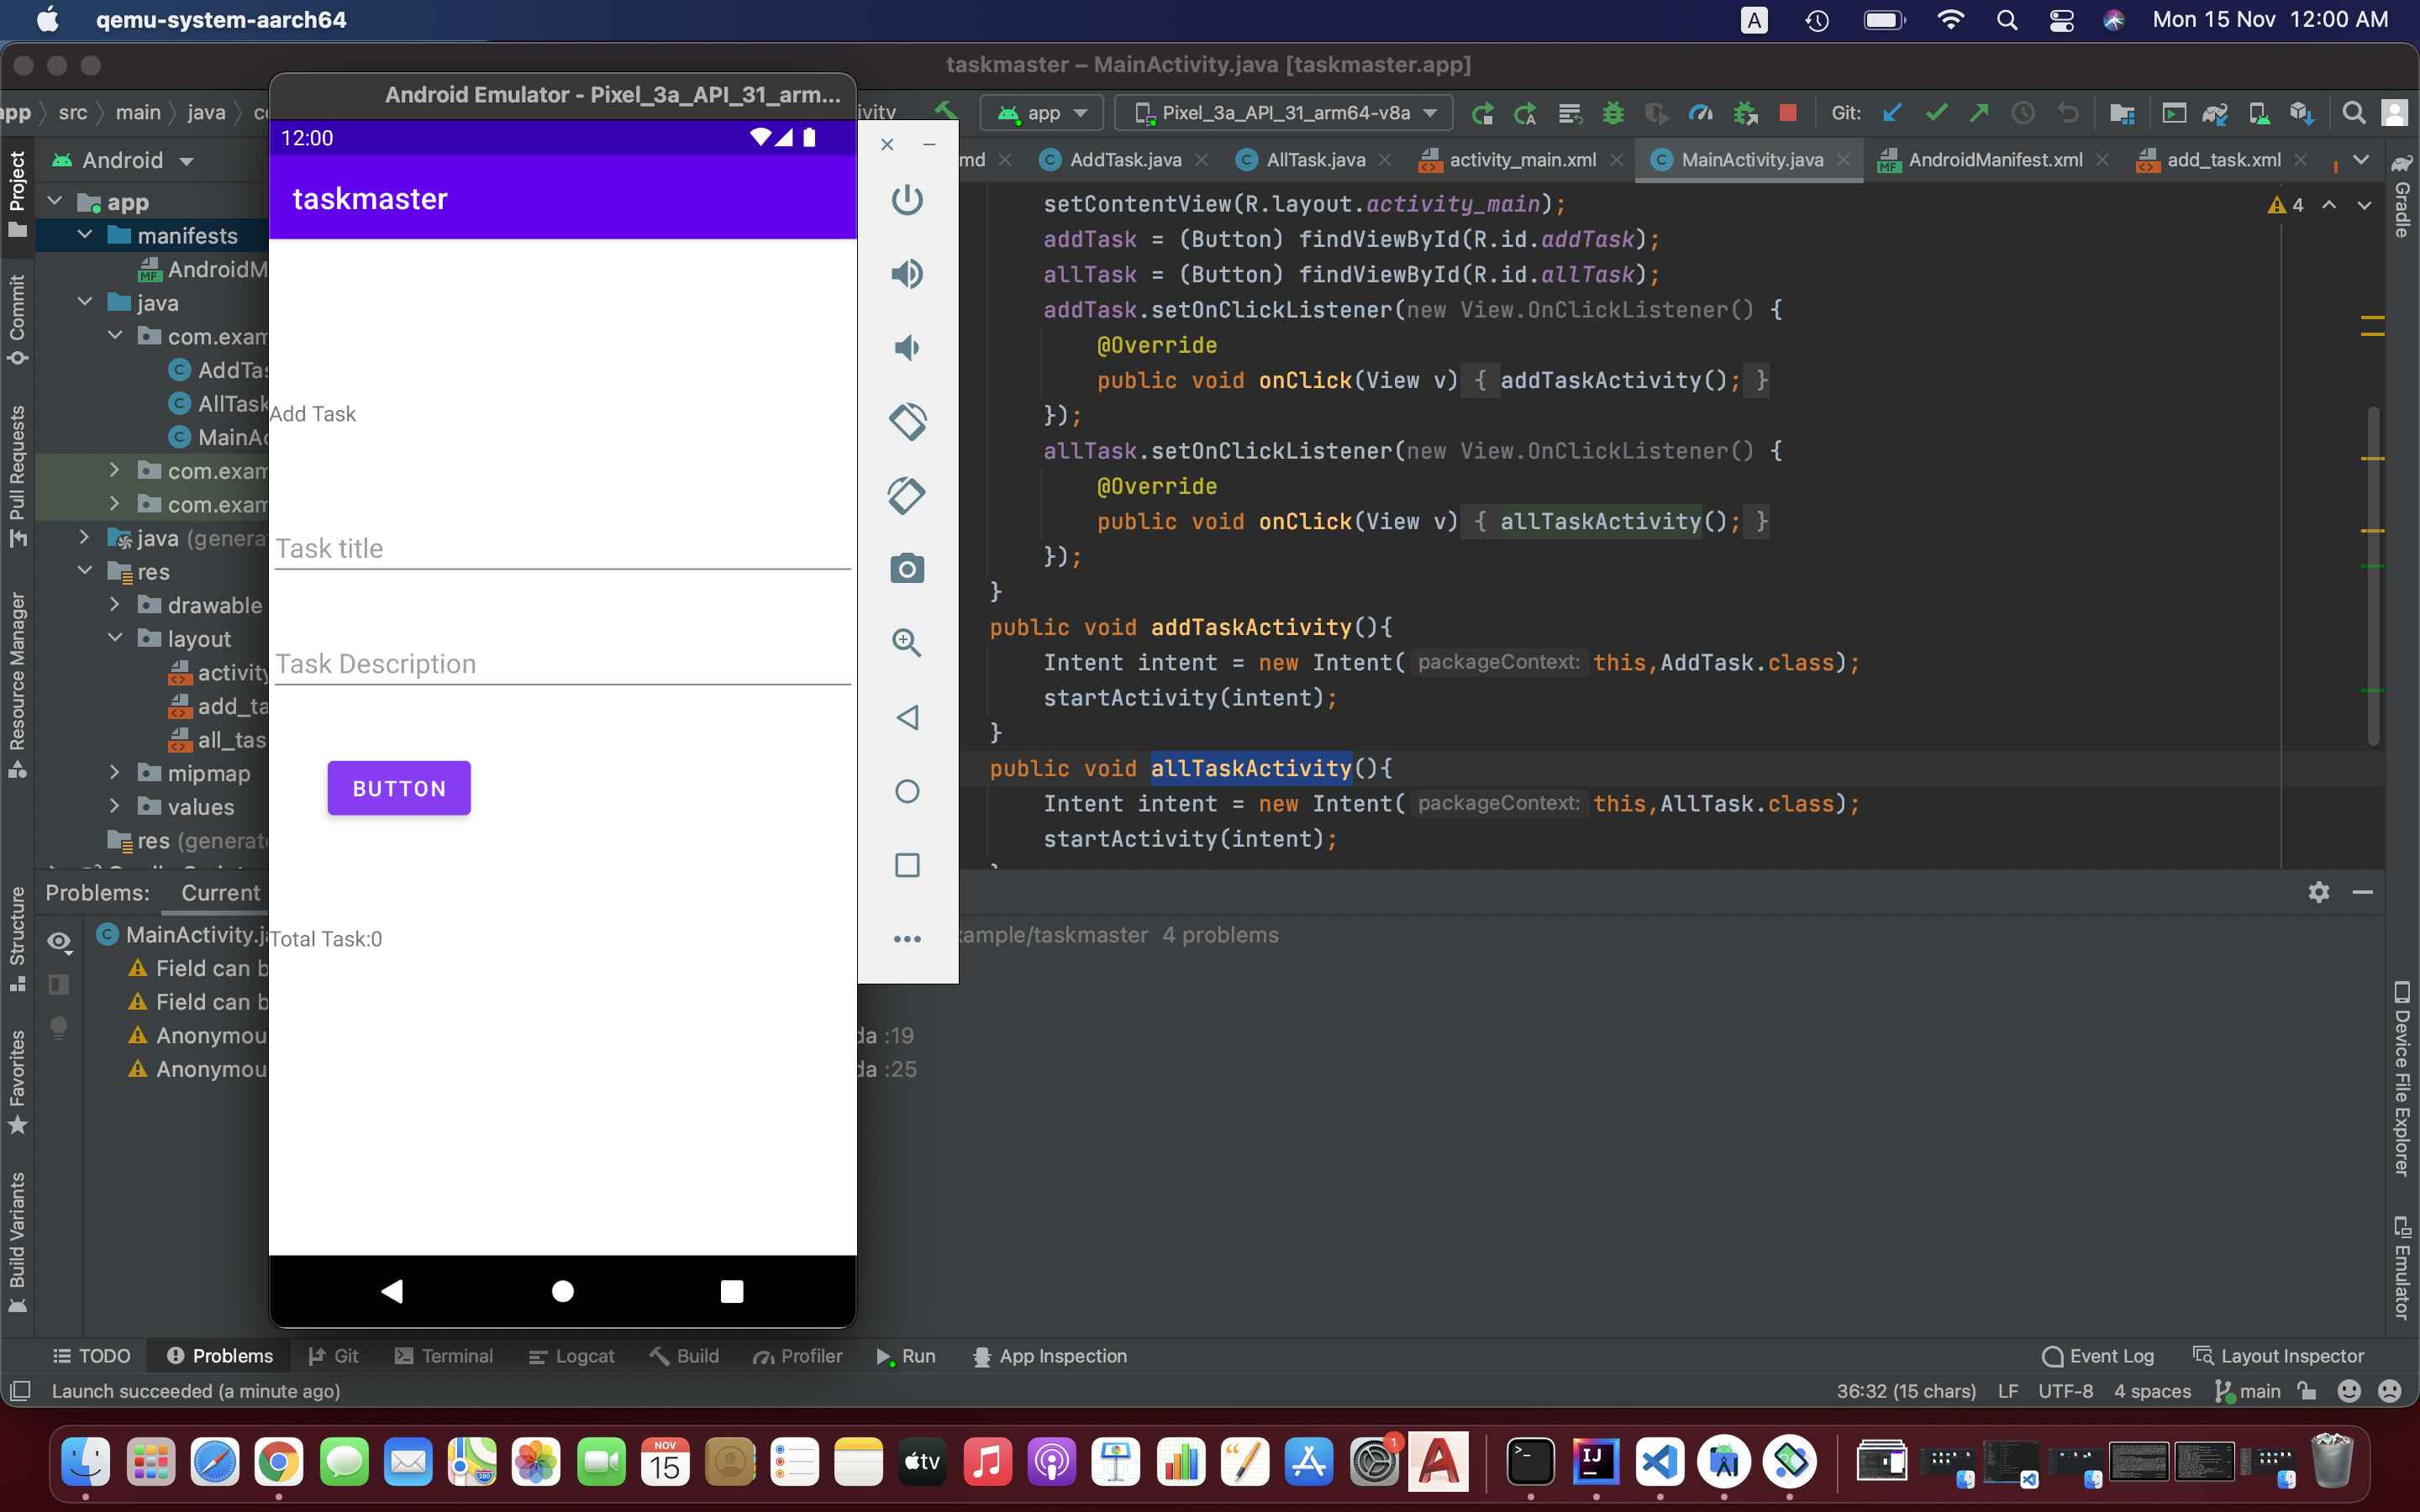 qemu-system-aarch64
A
Mon 15 Nov 12:00 AM
taskmaster – MainActivity.java [taskmaster.app]
Android Emulator - Pixel_3a_API_31_arm...
app
src
main
java
app
Pixel_3a_API_31_arm64-v8a
Git:
Android
AddTask.java
AllTask.java
activity_main.xml
MainActivity.java
AndroidManifest.xml
add_task.xml
Project
Commit
Pull Requests
Resource Manager
Structure
Favorites
Build Variants
app
manifests
AndroidM
java
com.exam
AddTas
AllTask
MainAc
com.exam
com.exam
java (genera
res
drawable
layout
activity
add_ta
all_tas
mipmap
values
res (generat
12:00
taskmaster
Add Task
Task title
Task Description
BUTTON
Total Task:0
setContentView(R.layout.activity_main);
addTask = (Button) findViewById(R.id.addTask);
allTask = (Button) findViewById(R.id.allTask);
addTask.setOnClickListener(new View.OnClickListener() {
@Override
public void onClick(View v) { addTaskActivity(); }
});
allTask.setOnClickListener(new View.OnClickListener() {
@Override
public void onClick(View v) { allTaskActivity(); }
});
}
public void addTaskActivity(){
Intent intent = new Intent( packageContext: this,AddTask.class);
startActivity(intent);
}
public void allTaskActivity(){
Intent intent = new Intent( packageContext: this,AllTask.class);
startActivity(intent);
4
Gradle
Device File Explorer
Emulator
Problems:
Current
MainActivity.ja
xample/taskmaster 4 problems
Field can b
Field can b
Anonymou
da :19
Anonymou
da :25
TODO
Problems
Git
Terminal
Logcat
Build
Profiler
Run
App Inspection
Event Log
Layout Inspector
Launch succeeded (a minute ago)
36:32 (15 chars)
LF
UTF-8
4 spaces
main
NOV
15
tv
1
IJ
280